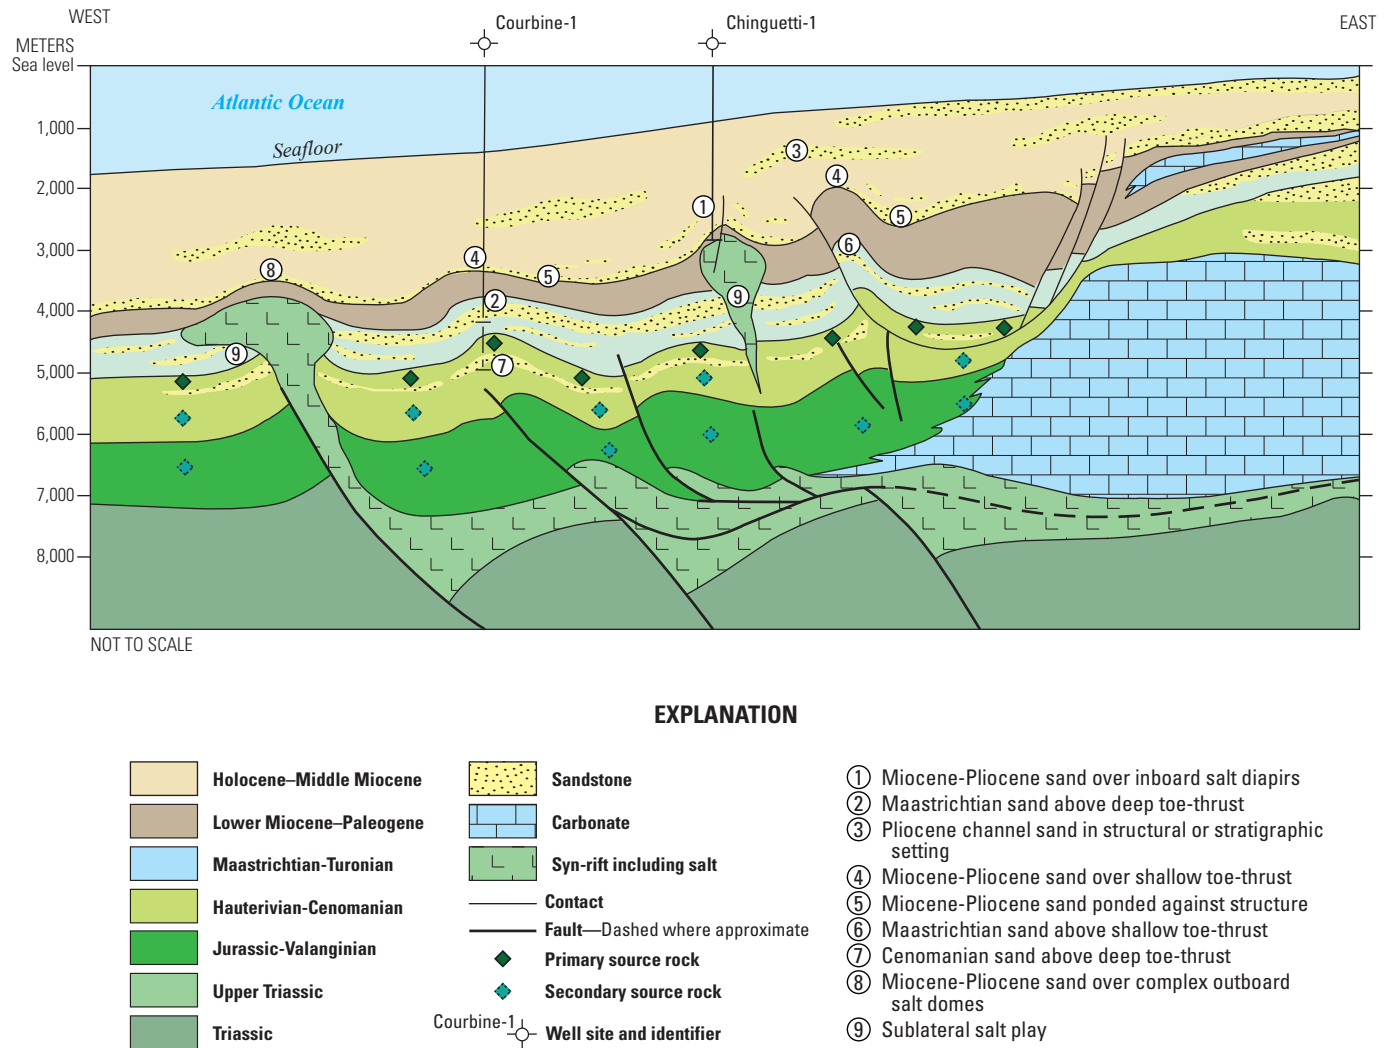 WEST
Courbine-1
Chinguetti-1
EAST
METERS
Sea level
Atlantic Ocean
Seafloor
1,000
2,000
3,000
4,000
5,000
6,000
7,000
8,000
1
3
4
5
6
4
5
8
2
9
9
7
NOT TO SCALE
EXPLANATION
Holocene–Middle Miocene
Lower Miocene–Paleogene
Maastrichtian-Turonian
Hauterivian-Cenomanian
Jurassic-Valanginian
Upper Triassic
Triassic
Sandstone
Carbonate
Syn-rift including salt
Contact
Fault—Dashed where approximate
Primary source rock
Secondary source rock
Courbine-1 Well site and identifier
1 Miocene-Pliocene sand over inboard salt diapirs
2 Maastrichtian sand above deep toe-thrust
3 Pliocene channel sand in structural or stratigraphic
setting
4 Miocene-Pliocene sand over shallow toe-thrust
5 Miocene-Pliocene sand ponded against structure
6 Maastrichtian sand above shallow toe-thrust
7 Cenomanian sand above deep toe-thrust
8 Miocene-Pliocene sand over complex outboard
salt domes
9 Sublateral salt play